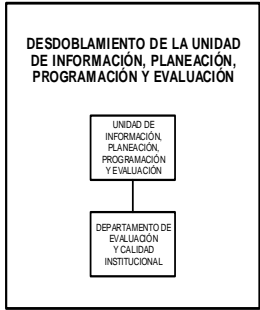 DESDOBLAMIENTO DE LA UNIDAD
DE INFORMACIÓN, PLANEACIÓN,
PROGRAMACIÓN Y EVALUACIÓN
UNIDAD DE
INFORMACIÓN,
PLANEACIÓN,
PROGRAMACIÓN
Y EVALUACIÓN
DEPARTAMENTO DE
EVALUACIÓN
Y CALIDAD
INSTITUCIONAL